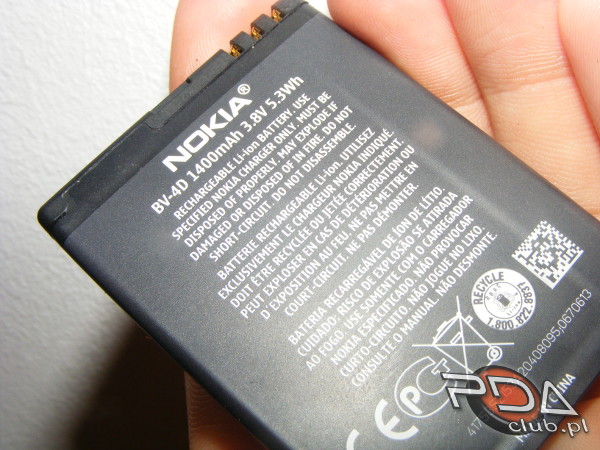 NOKIA®
BV-4D 1400mAh 3.8V 5.3Wh
RECHARGEABLE Li-ion BATTERY. USE
SPECIFIED NOKIA CHARGER ONLY. MUST BE
DISPOSED OF PROPERLY. MAY EXPLODE IF
DAMAGED OR DISPOSED OF IN FIRE. DO NOT
SHORT-CIRCUIT. DO NOT DISASSEMBLE.
BATTERIE RECHARGEABLE Li-ion. UTILISEZ
EXCLUSIVEMENT LE CHARGEUR NOKIA INDIQUÉ.
DOIT ÊTRE RECYCLÉE OU JETÉE CORRECTEMENT.
PEUT EXPLOSER EN CAS DE DÉTÉRIORATION OU
D EXPOSITION AU FEU. NE PAS METTRE EN
COURT-CIRCUIT. NE PAS DÉMONTER.
BATERIA RECARREGÁVEL DE ÍON DE LÍTIO.
CUIDADO, RISCO DE EXPLOSÃO SE ATIRADA
AO FOGO. USE SOMENTE COM O CARREGADOR
NOKIA ESPECIFICADO. NÃO JOGUE NO LIXO.
CURTO-CIRCUITO NÃO DESMONTE
CONSULTE O MANUAL
RECYCLE
1.800.822.8837
CE PCT
20408095,0670613
CHINA
PDA
club.pl